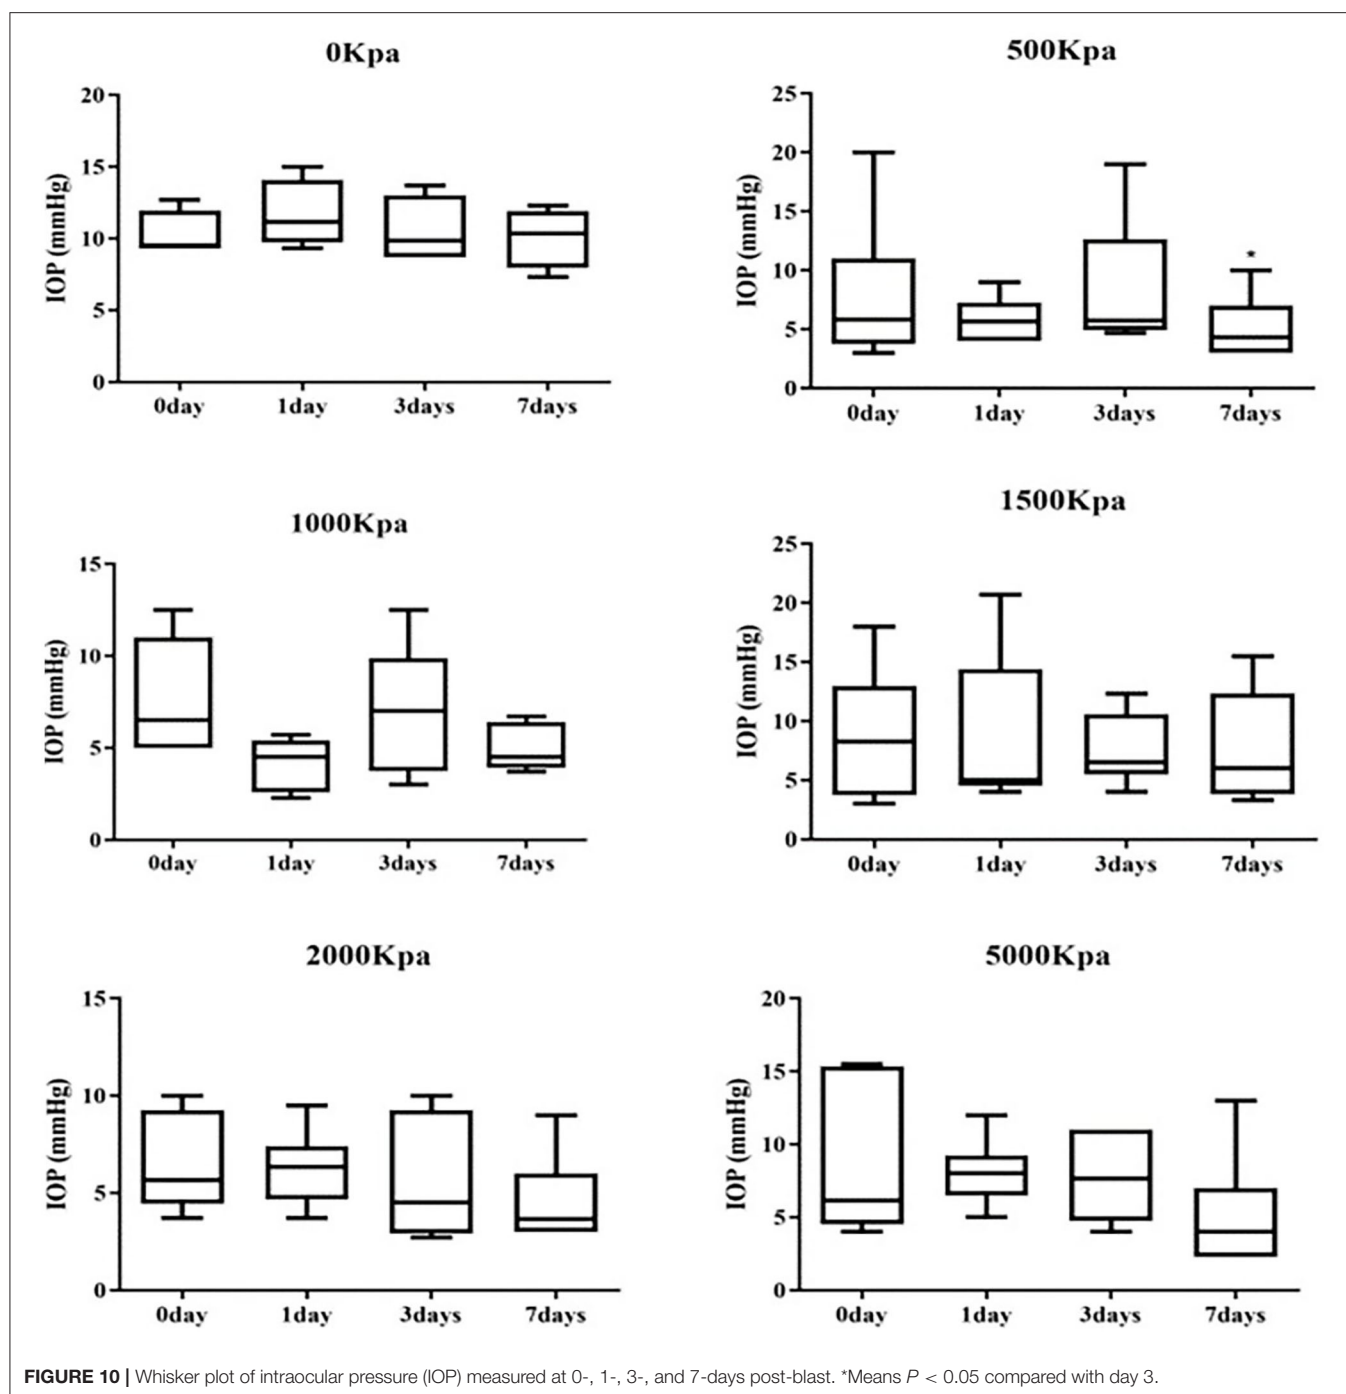 0Kpa
20
15
10
5
0
IOP (mmHg)
0day 1day 3days 7days
500Kpa
25
20
15
10
5
0
IOP (mmHg)
*
0day 1day 3days 7days
1000Kpa
15
10
5
0
IOP (mmHg)
0day 1day 3days 7days
1500Kpa
25
20
15
10
5
0
IOP (mmHg)
0day 1day 3days 7days
2000Kpa
15
10
5
0
IOP (mmHg)
0day 1day 3days 7days
5000Kpa
20
15
10
5
0
IOP (mmHg)
0day 1day 3days 7days
FIGURE 10 | Whisker plot of intraocular pressure (IOP) measured at 0-, 1-, 3-, and 7-days post-blast. *Means P < 0.05 compared with day 3.